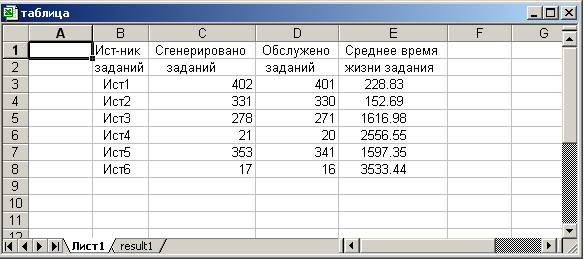 таблица
A B C D E F G
1 Ист-ник Сгенерировано Обслужено Среднее время
2 заданий заданий заданий жизни задания
3 Ист1 402 401 228.83
4 Ист2 331 330 152.69
5 Ист3 278 271 1616.98
6 Ист4 21 20 2556.55
7 Ист5 353 341 1597.35
8 Ист6 17 16 3533.44
9
10
11
12
Лист1 result1